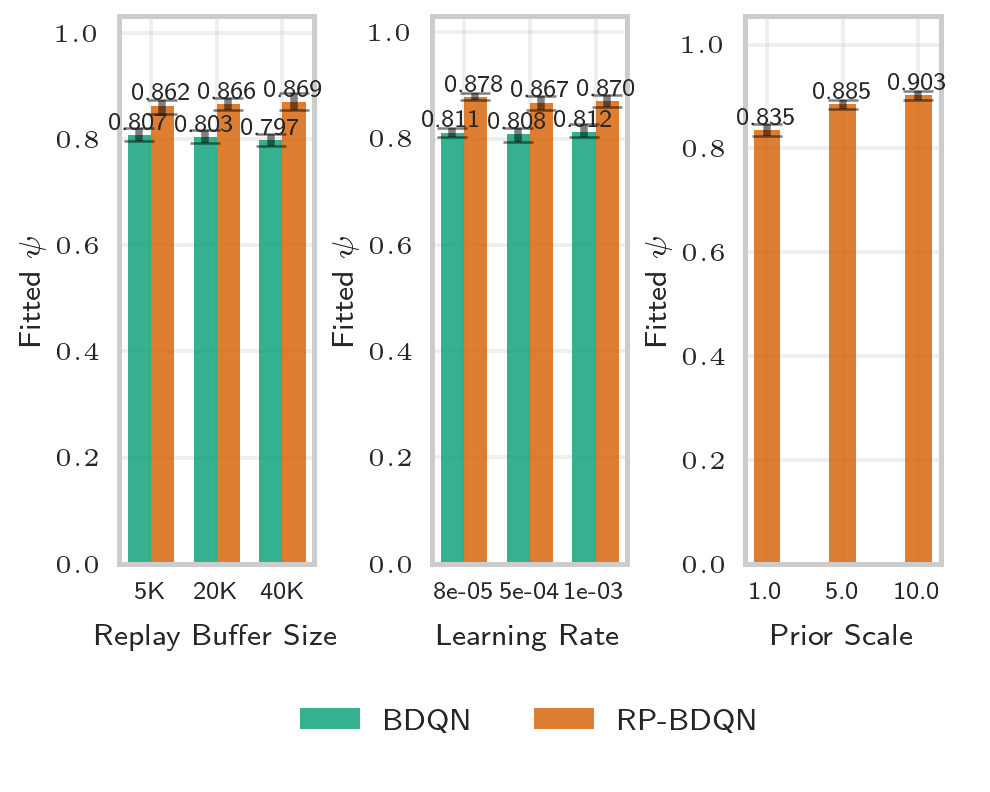 1.0
0.8
0.6
0.4
0.2
0.0
Fitted ψ
0.807
0.862
0.803
0.866
0.797
0.869
5K
20K
40K
Replay Buffer Size
1.0
0.8
0.6
0.4
0.2
0.0
Fitted ψ
0.811
0.878
0.808
0.867
0.812
0.870
8e-05
5e-04
1e-03
Learning Rate
1.0
0.8
0.6
0.4
0.2
0.0
Fitted ψ
0.835
0.885
0.903
1.0
5.0
10.0
Prior Scale
BDQN
RP-BDQN